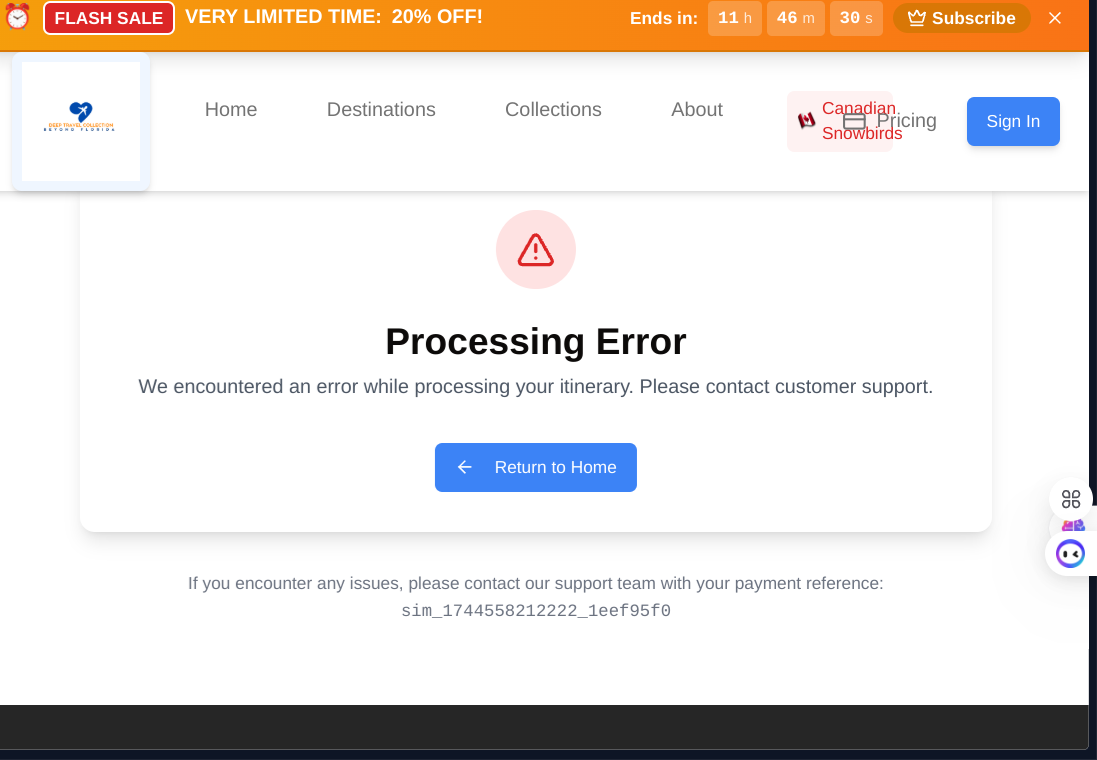 FLASH SALE VERY LIMITED TIME: 20% OFF! Ends in: 11 h 46 m 30 s Subscribe
DEEP TRAVEL COLLECTION
BEYOND FLORIDA
Home Destinations Collections About
Canadian
Snowbirds
Pricing
Sign In
Processing Error
We encountered an error while processing your itinerary. Please contact customer support.
Return to Home
If you encounter any issues, please contact our support team with your payment reference:
sim_1744558212222_1eef95f0